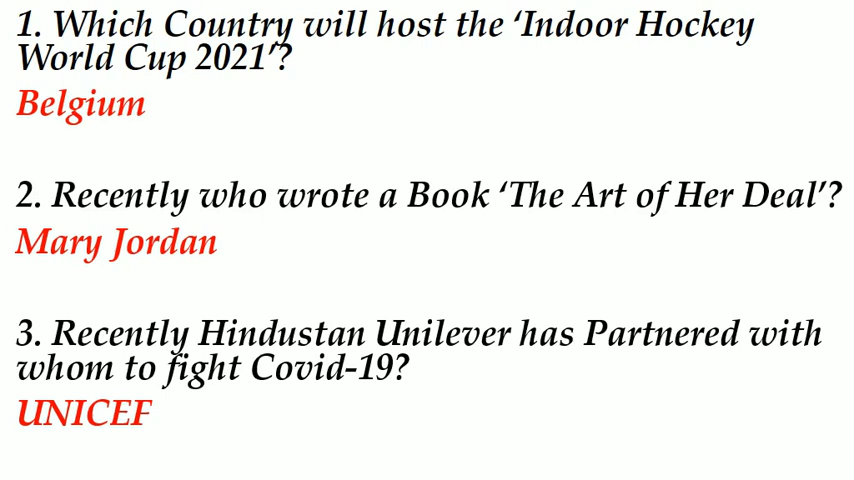 1. Which Country will host the ‘Indoor Hockey
World Cup 2021’?
Belgium
2. Recently who wrote a Book ‘The Art of Her Deal’?
Mary Jordan
3. Recently Hindustan Unilever has Partnered with
whom to fight Covid-19?
UNICEF